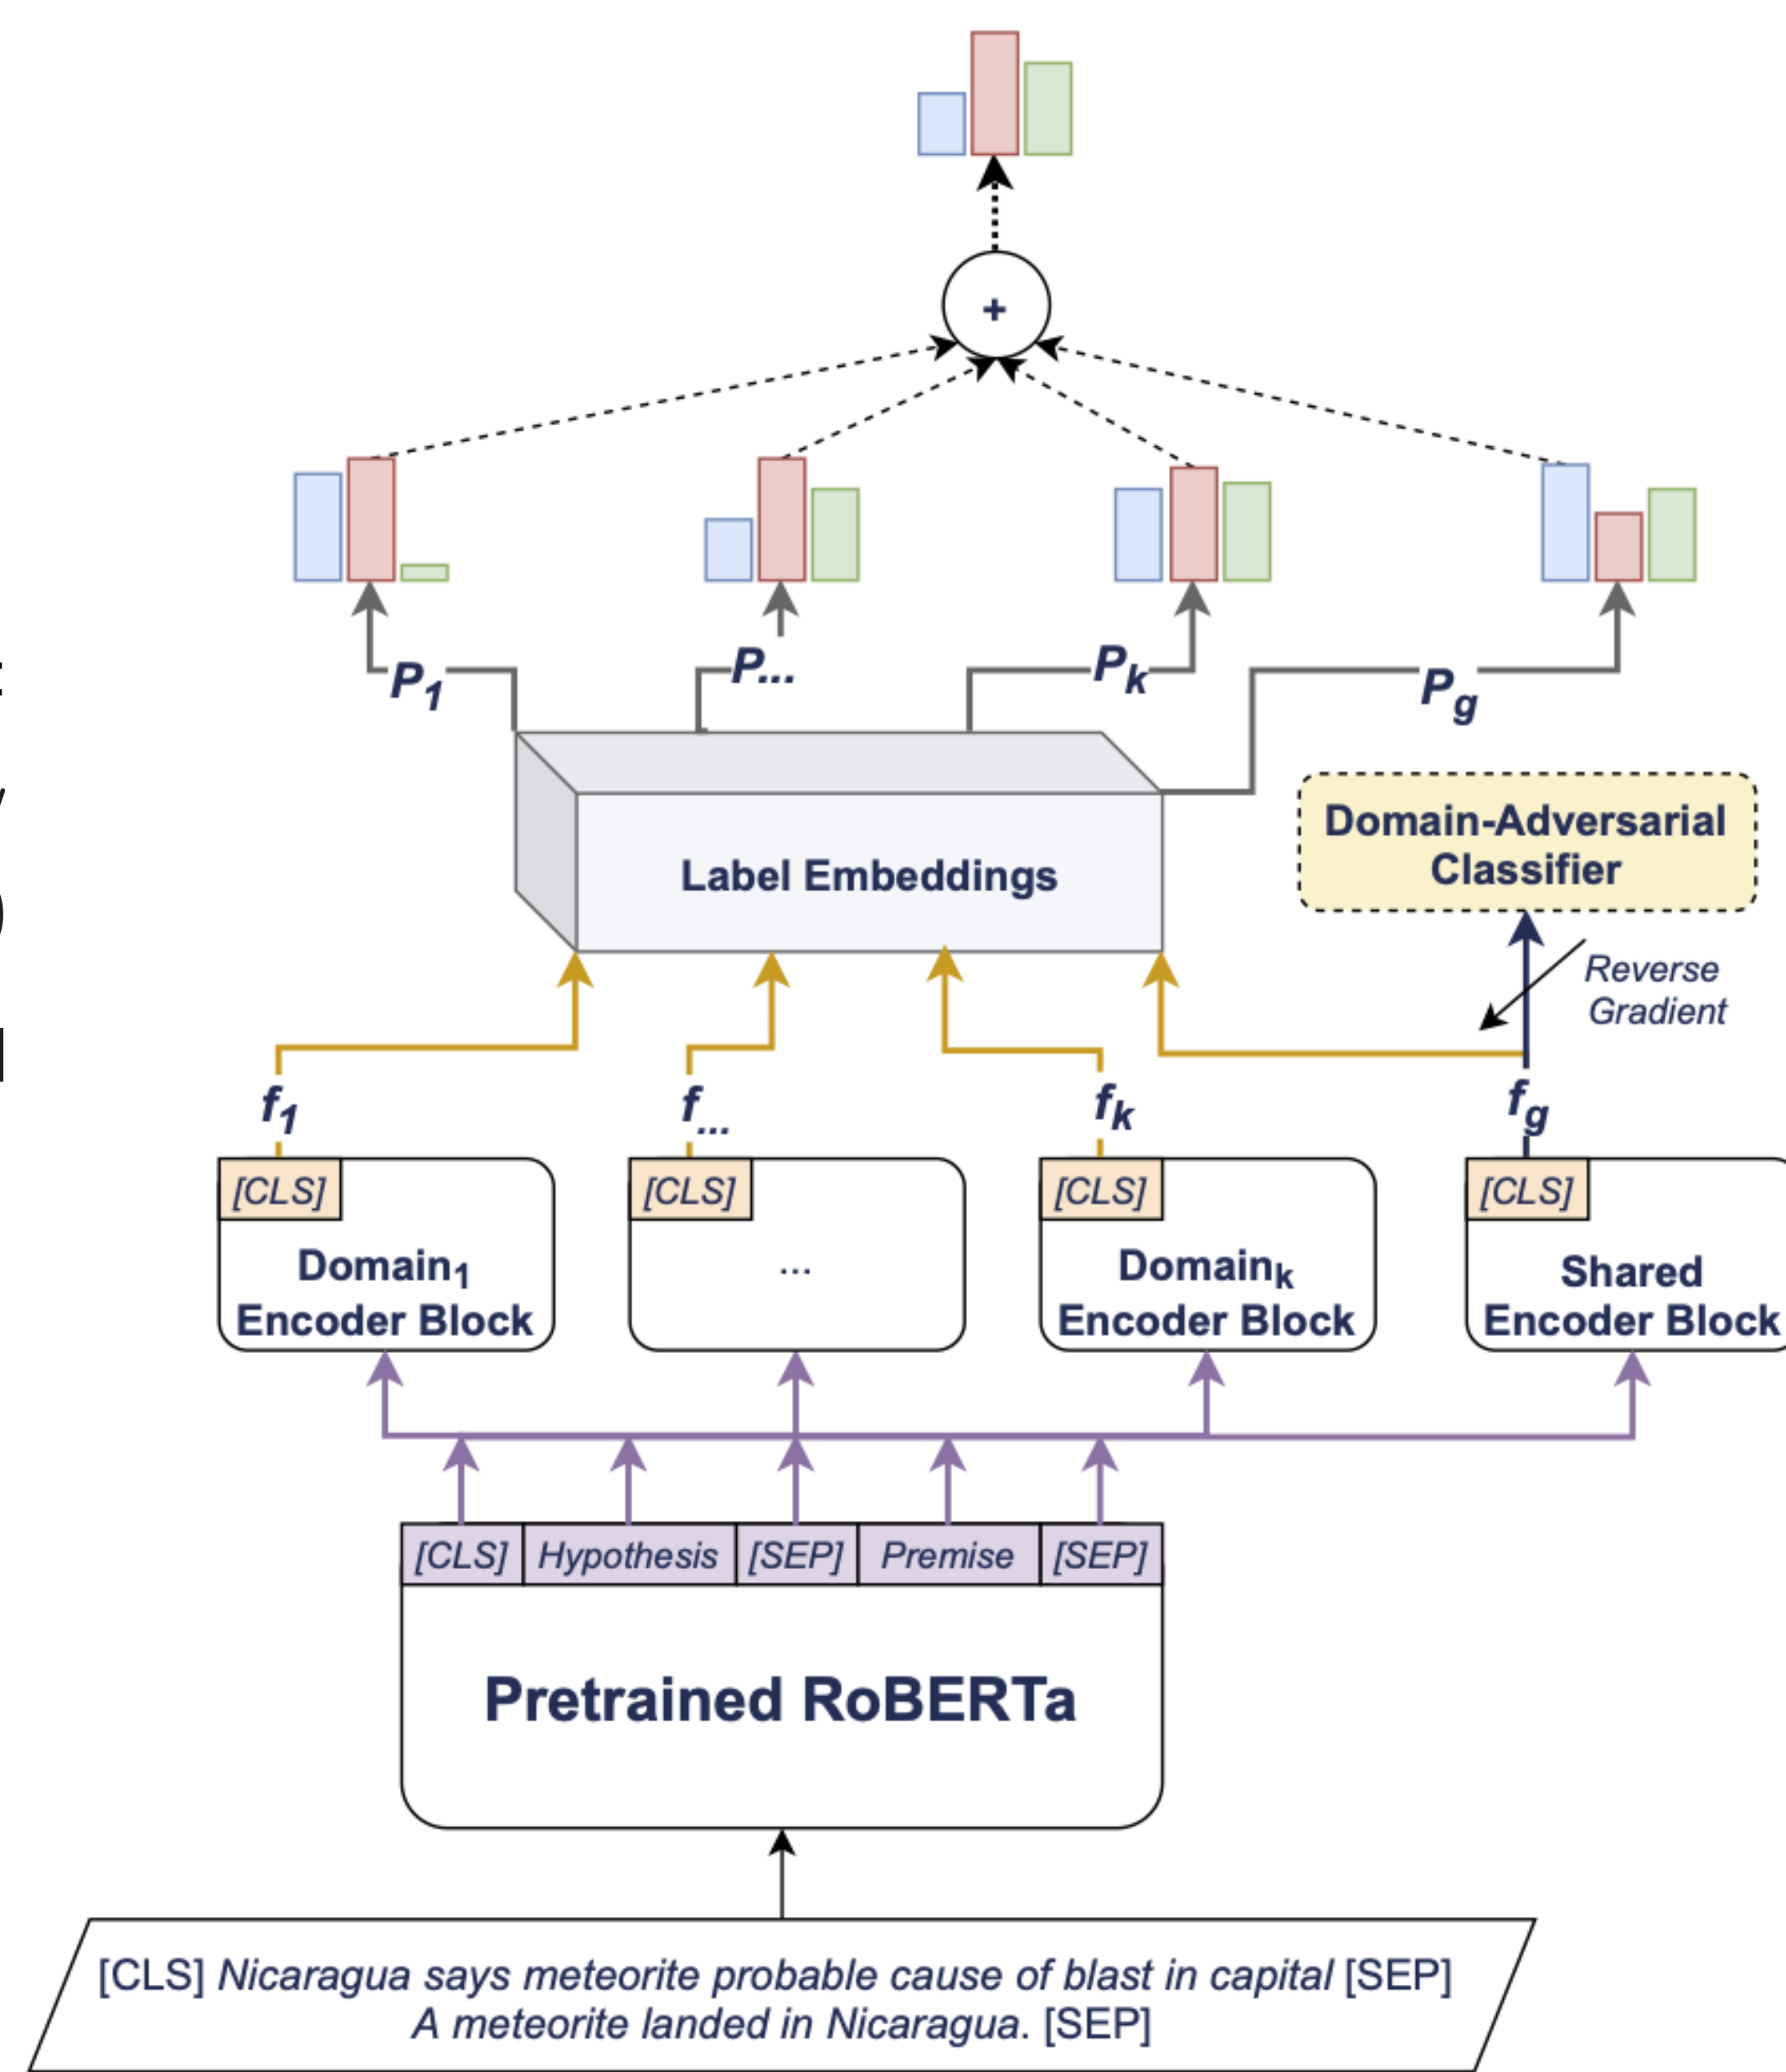 +
P1 P... Pk Pg
Domain-Adversarial
Classifier
Label Embeddings
Reverse
Gradient
f1 f... fk fg
[CLS] [CLS] [CLS] [CLS]
Domain1 ... Domaink Shared
Encoder Block Encoder Block Encoder Block
[CLS] Hypothesis [SEP] Premise [SEP]
Pretrained RoBERTa
[CLS] Nicaragua says meteorite probable cause of blast in capital [SEP]
A meteorite landed in Nicaragua. [SEP]